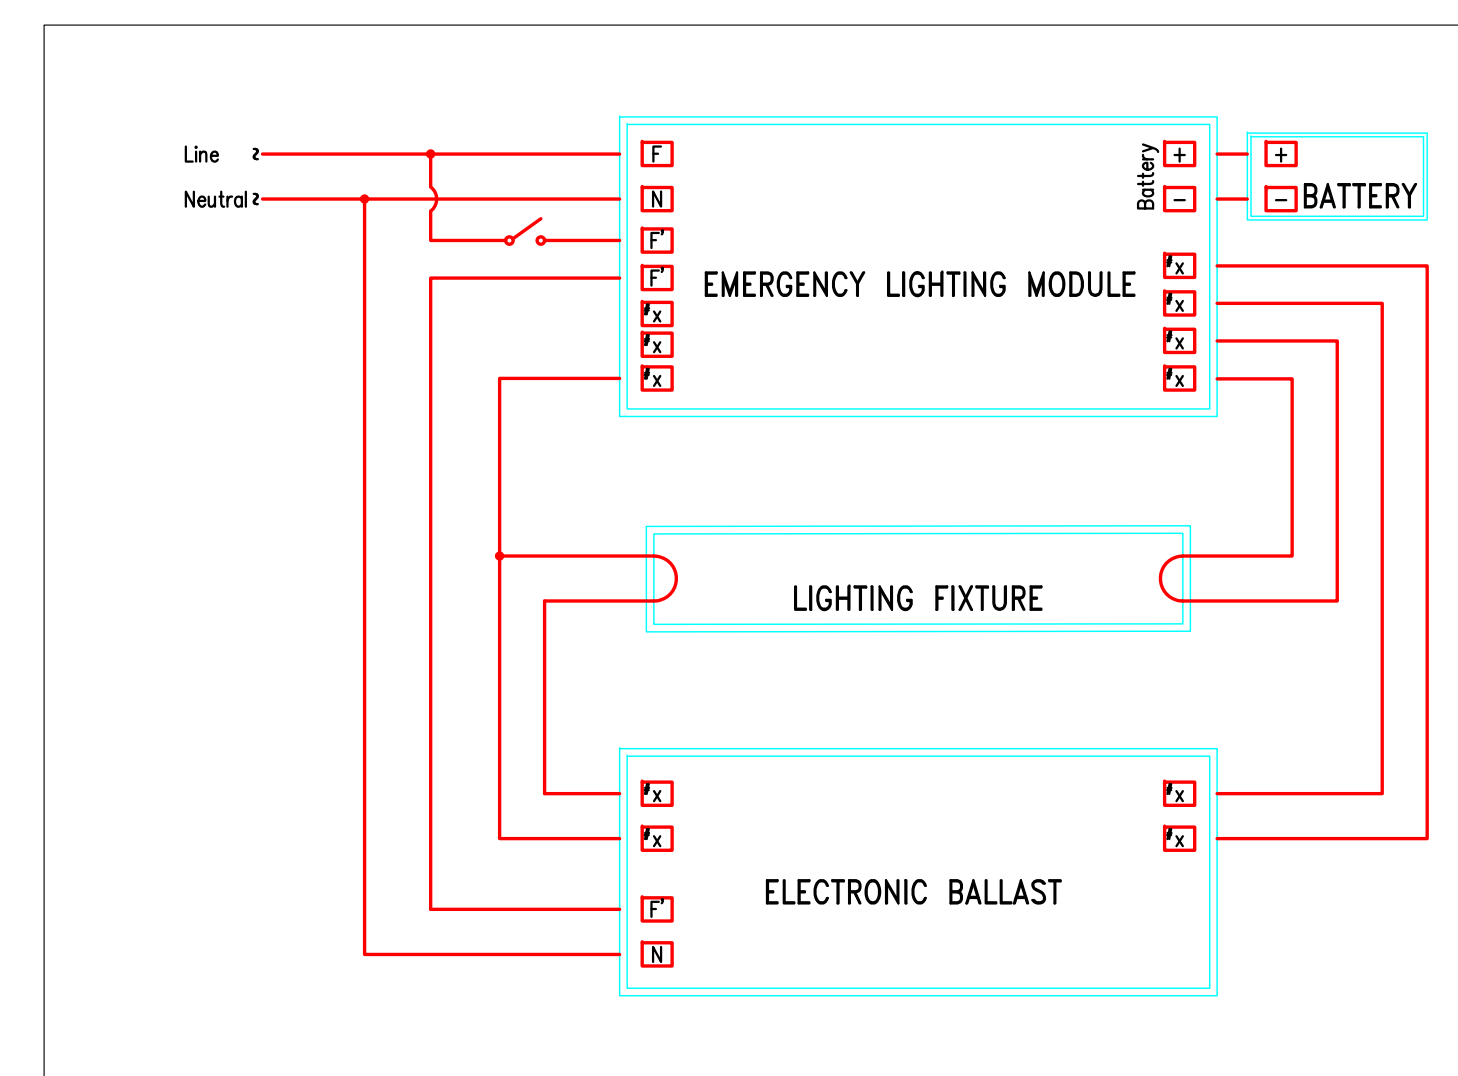 Line ~
F
Battery
+
+
Neutral ~
N
−
−
BATTERY
F'
F'
EMERGENCY LIGHTING MODULE
#x
#x
#x
#x
#x
#x
#x
LIGHTING FIXTURE
#x
#x
#x
#x
ELECTRONIC BALLAST
F'
N